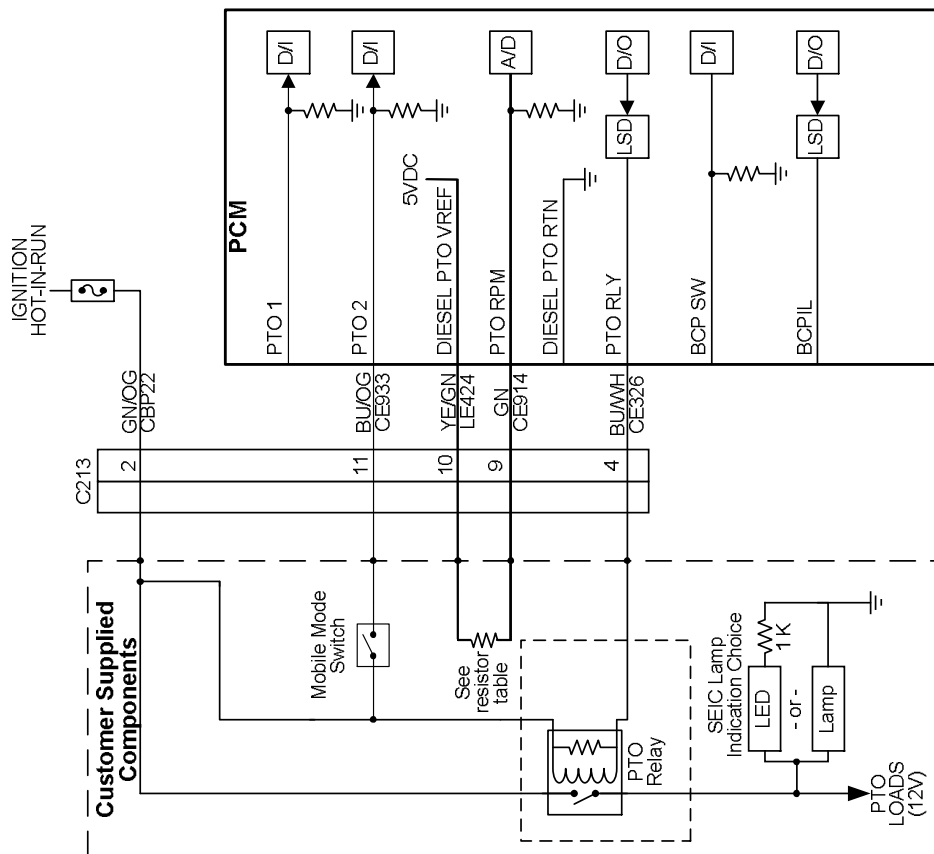 D/I
D/I
A/D
D/O
D/I
D/O
LSD
LSD
5VDC
PCM
PTO 1
PTO 2
DIESEL PTO VREF
PTO RPM
DIESEL PTO RTN
PTO RLY
BCP SW
BCPIL
IGNITION
HOT-IN-RUN
GN/OG
CBP22
BU/OG
CE933
YE/GN
LE424
GN
CE914
BU/WH
CE326
C213
2
11
10
9
4
Customer Supplied
Components
Mobile Mode
Switch
See
resistor
table
PTO
Relay
SEIC Lamp
Indication Choice
1K
LED
- or -
Lamp
PTO
LOADS
(12V)